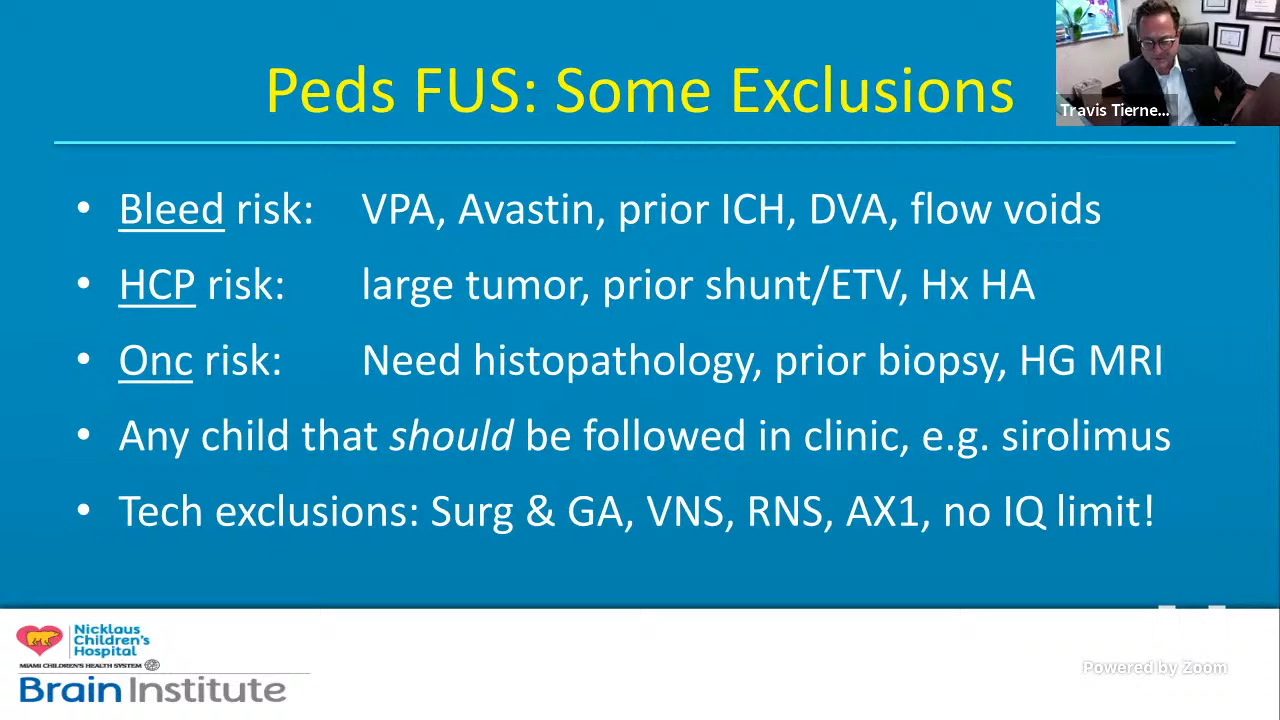 Peds FUS: Some Exclusions
Travis Tierne...
• Bleed risk: VPA, Avastin, prior ICH, DVA, flow voids
• HCP risk: large tumor, prior shunt/ETV, Hx HA
• Onc risk: Need histopathology, prior biopsy, HG MRI
• Any child that should be followed in clinic, e.g. sirolimus
• Tech exclusions: Surg & GA, VNS, RNS, AX1, no IQ limit!
Nicklaus
Children's
Hospital
MIAMI CHILDREN'S HEALTH SYSTEM
Brain Institute
Powered by Zoom